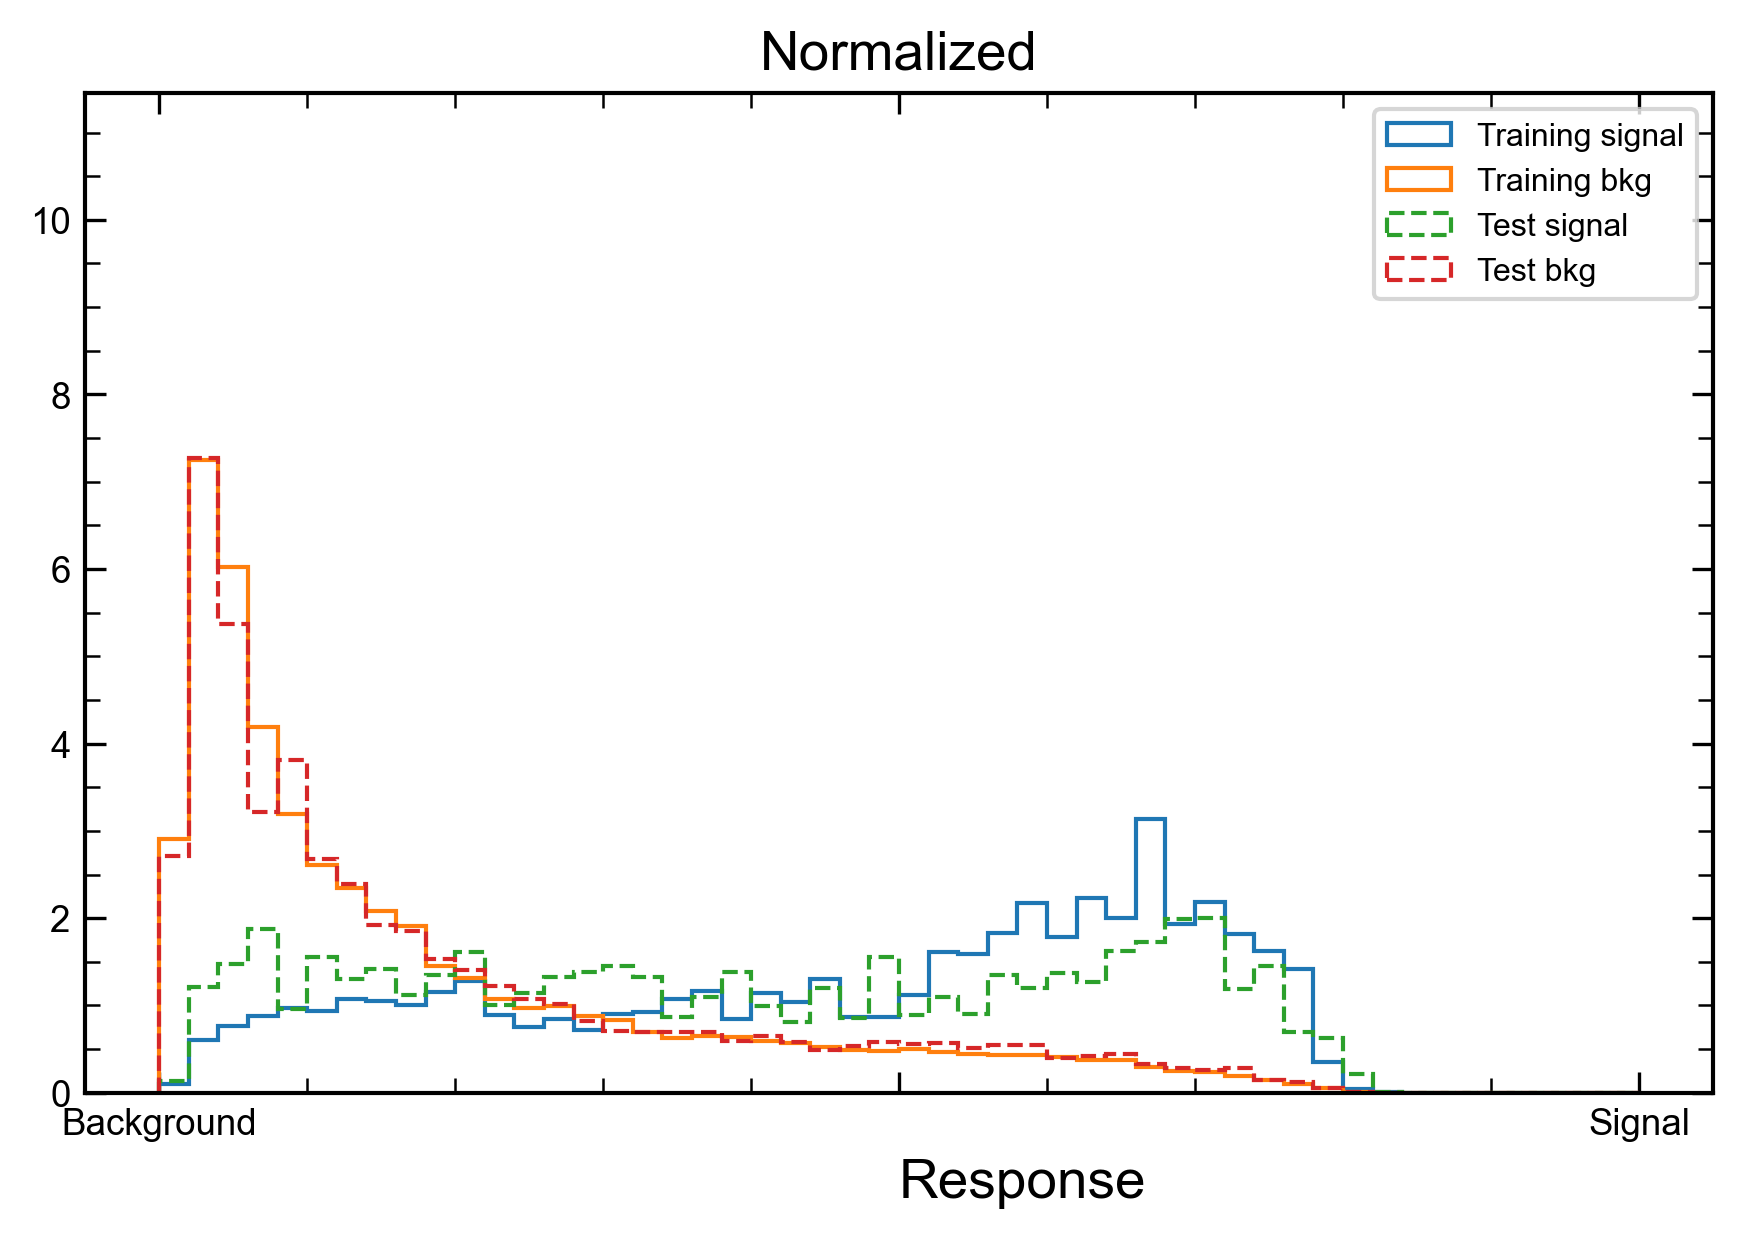 Normalized
Training signal
Training bkg
Test signal
Test bkg
10
8
6
4
2
0
Background
Signal
Response